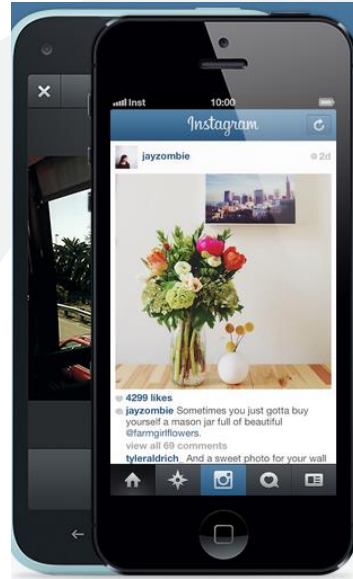 Inst 10:00
Instagram
jayzombie 2d
4299 likes
jayzombie Sometimes you just gotta buy
yourself a mason jar full of beautiful
@farmgirlflowers.
view all 69 comments
tyleraldrich_ And a sweet photo for your wall